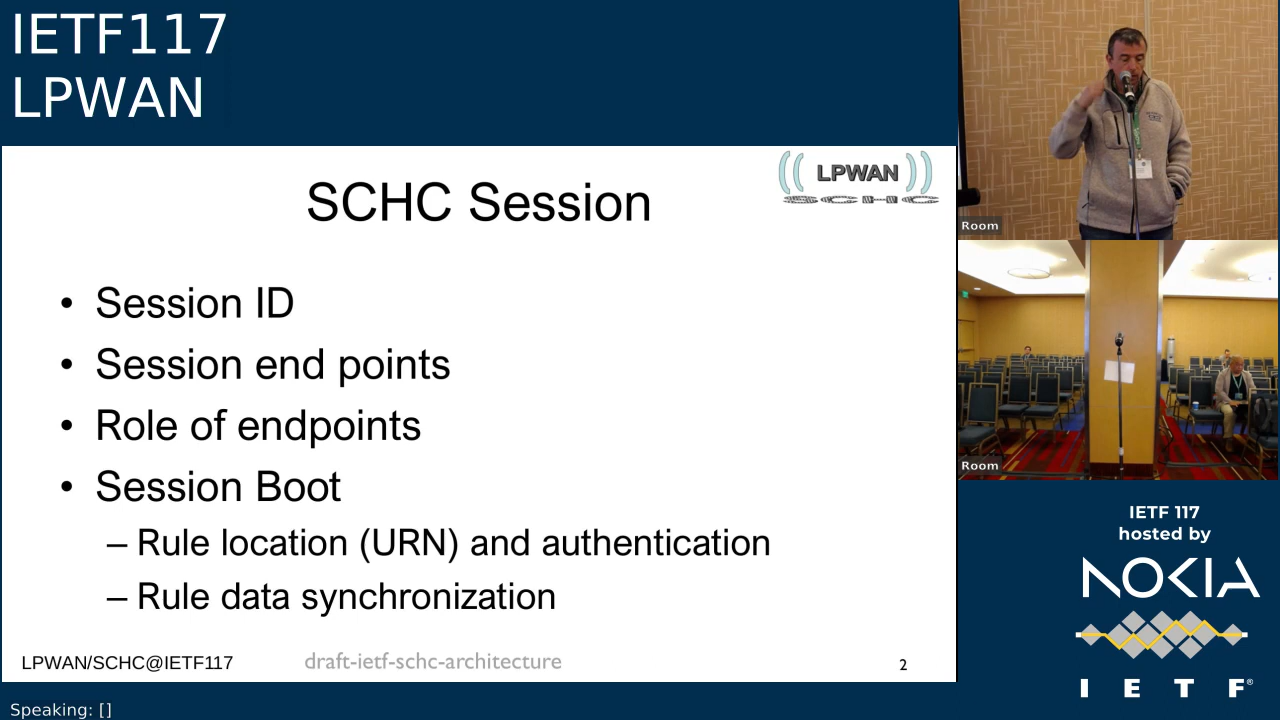 IETF117
LPWAN
LPWAN
SCHC
SCHC Session
• Session ID
• Session end points
• Role of endpoints
• Session Boot
– Rule location (URN) and authentication
– Rule data synchronization
LPWAN/SCHC@IETF117
draft-ietf-schc-architecture
2
Speaking: []
Room
Room
IETF 117
hosted by
NOKIA
I E T F®